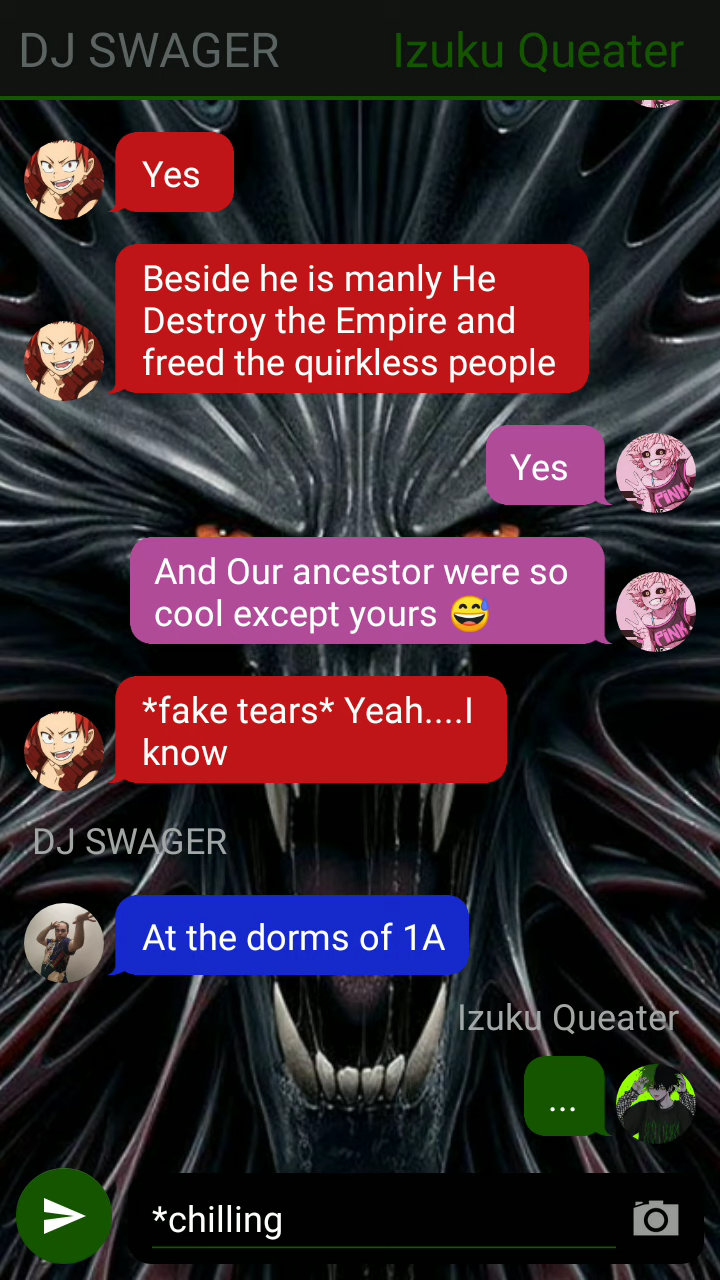 DJ SWAGER
Izuku Queater
Yes
Beside he is manly He
Destroy the Empire and
freed the quirkless people
Yes
PINK
And Our ancestor were so
cool except yours 😅
PINK
*fake tears* Yeah....I
know
DJ SWAGER
At the dorms of 1A
Izuku Queater
...
*chilling